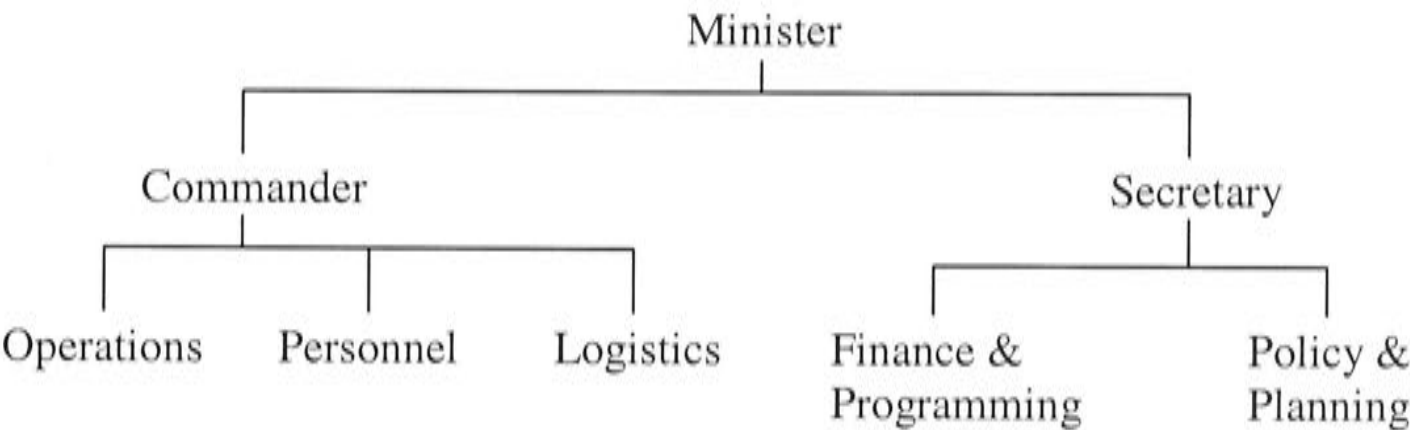 Minister
Commander
Secretary
Operations
Personnel
Logistics
Finance &
Programming
Policy &
Planning